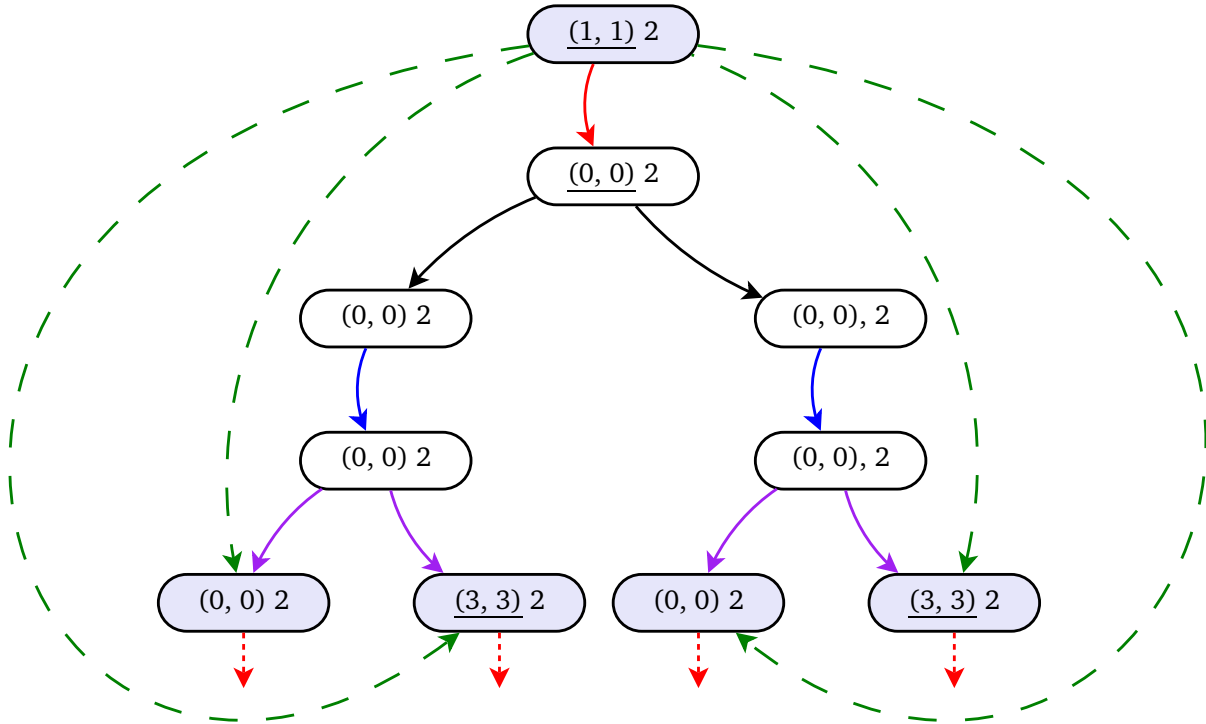 (1, 1) 2
(0, 0) 2
(0, 0) 2
(0, 0), 2
(0, 0) 2
(0, 0), 2
(0, 0) 2
(3, 3) 2
(0, 0) 2
(3, 3) 2